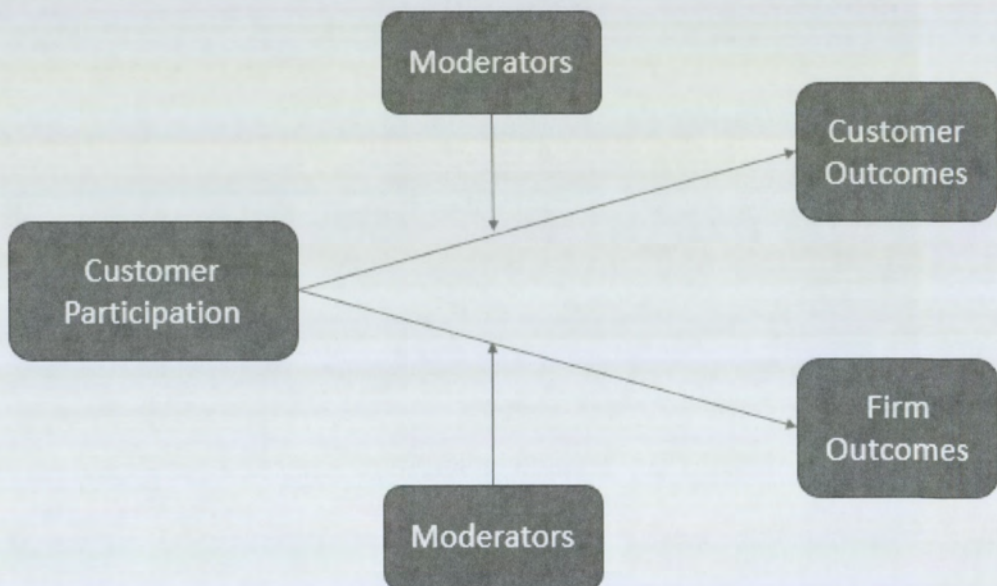 Moderators
Customer
Outcomes
Customer
Participation
Firm
Outcomes
Moderators